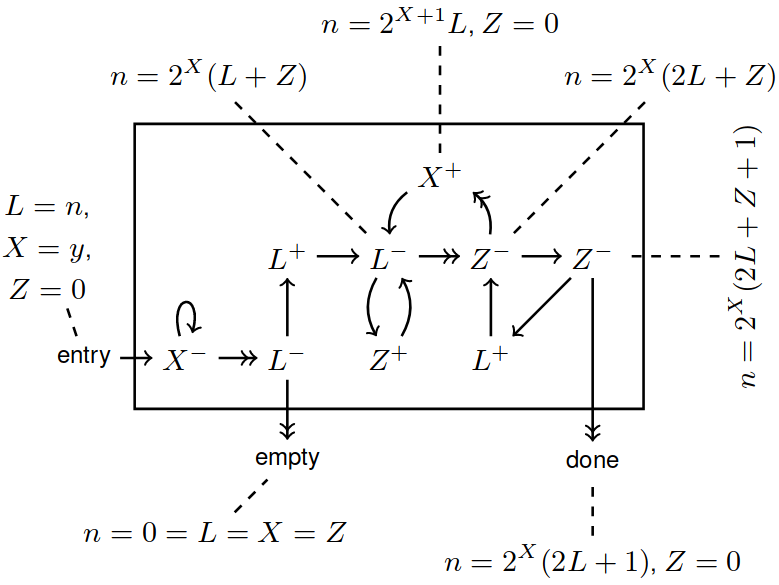 n = 2^{X+1}L, Z = 0
n = 2^X(L + Z)
n = 2^X(2L + Z)
X^+
L = n,
X = y,
Z = 0
L^+
L^−
Z^−
Z^−
n = 2^X(2L + Z + 1)
entry
X^−
L^−
Z^+
L^+
empty
done
n = 0 = L = X = Z
n = 2^X(2L + 1), Z = 0